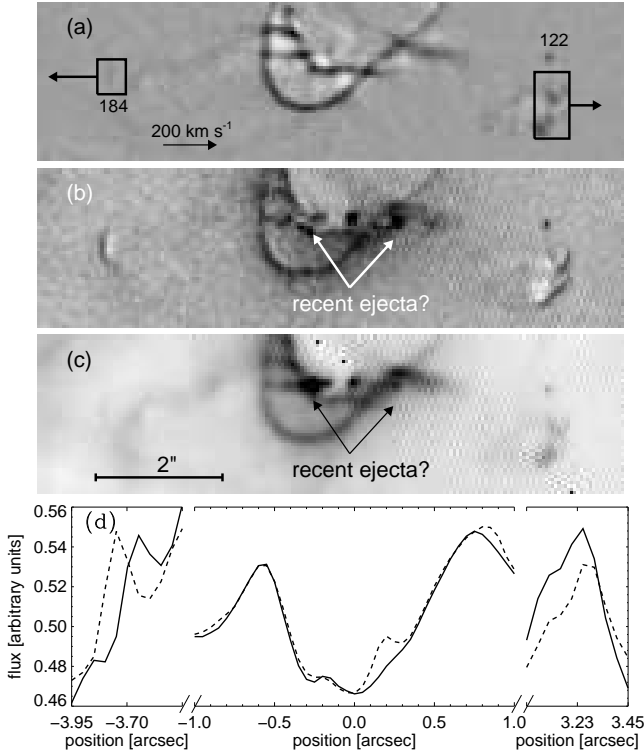 (a)
122
184
200 km s⁻¹
(b)
recent ejecta?
(c)
2"
recent ejecta?
(d)
flux [arbitrary units]
0.56
0.54
0.52
0.50
0.48
0.46
−3.95 −3.70 −1 −1.0 −0.5 0.0 0.5 1.0 3.23 3.45
position [arcsec] position [arcsec] position [arcsec]